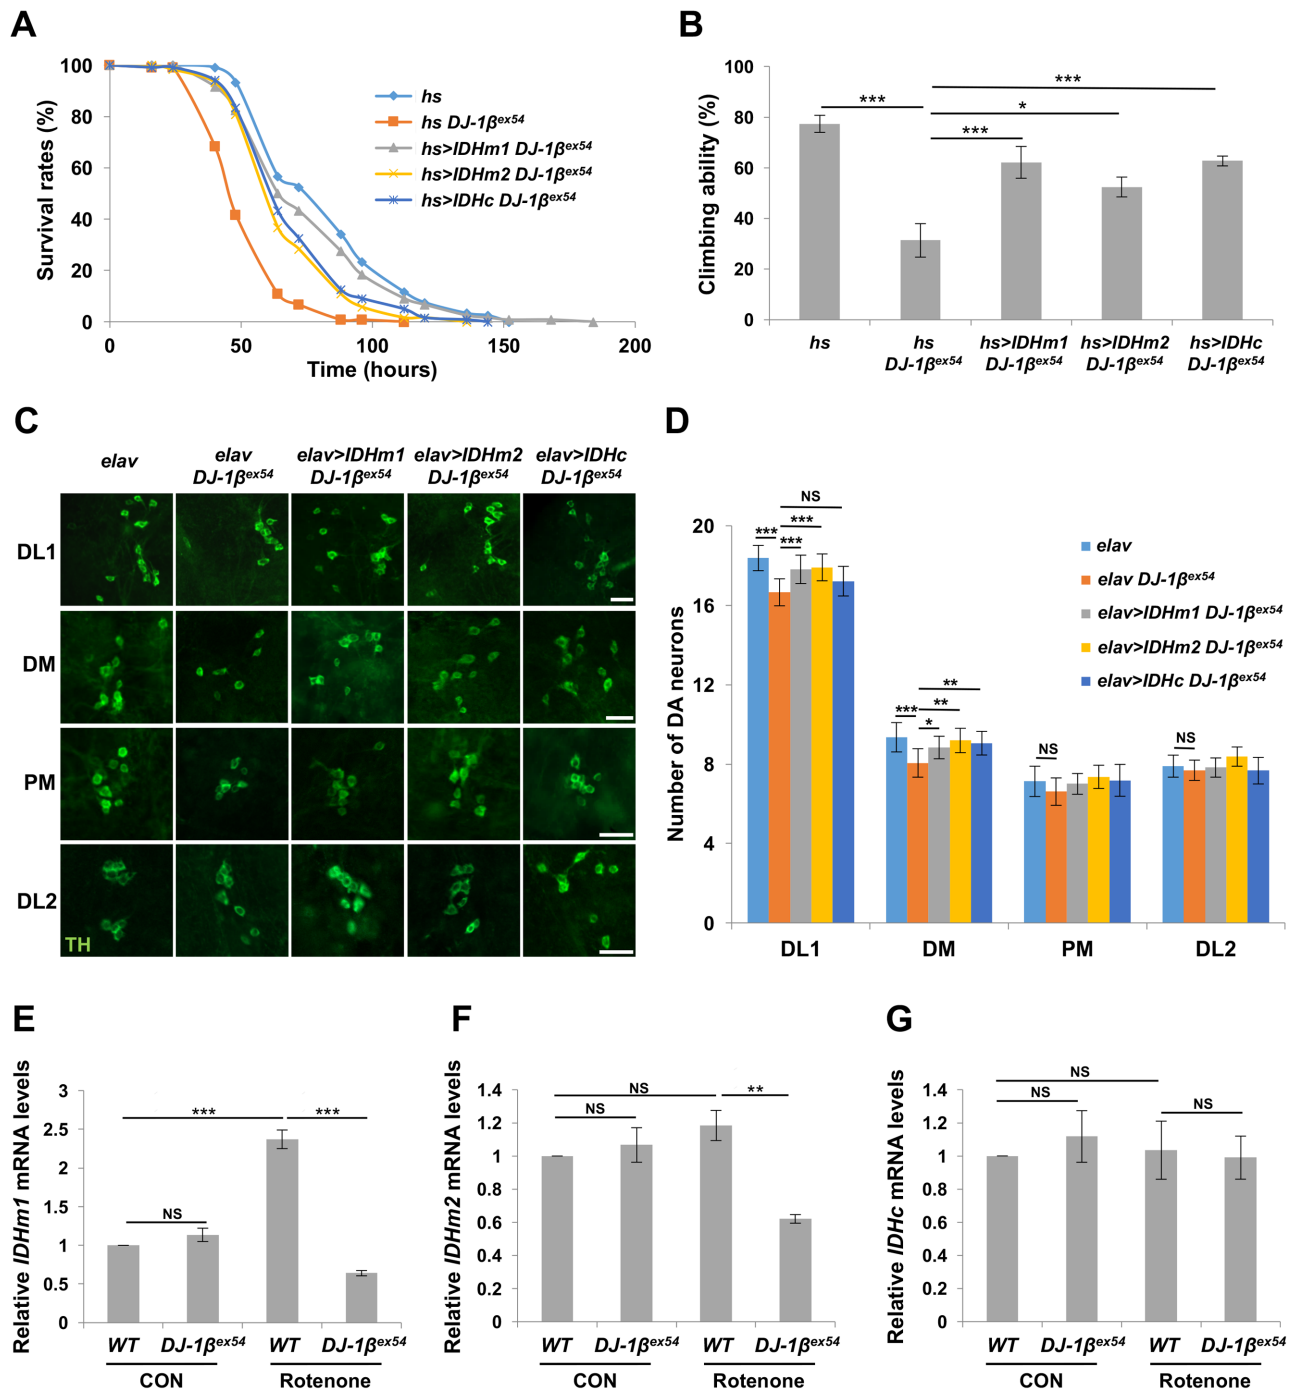 A
100
80
60
40
20
0
Survival rates (%)
0 50 100 150 200
Time (hours)
hs
hs DJ-1βex54
hs>IDHm1 DJ-1βex54
hs>IDHm2 DJ-1βex54
hs>IDHc DJ-1βex54
B
100
80
60
40
20
0
Climbing ability (%)
***
*
***
***
hs
hs
DJ-1βex54
hs>IDHm1
DJ-1βex54
hs>IDHm2
DJ-1βex54
hs>IDHc
DJ-1βex54
C
elav
elav
DJ-1βex54
elav>IDHm1
DJ-1βex54
elav>IDHm2
DJ-1βex54
elav>IDHc
DJ-1βex54
DL1
DM
PM
DL2
TH
D
20
16
12
8
4
0
Number of DA neurons
NS
***
*** ***
**
**
*** *
NS
NS
DL1 DM PM DL2
elav
elav DJ-1βex54
elav>IDHm1 DJ-1βex54
elav>IDHm2 DJ-1βex54
elav>IDHc DJ-1βex54
E
3
2.5
2
1.5
1
0.5
0
Relative IDHm1 mRNA levels
*** ***
NS
WT DJ-1βex54 WT DJ-1βex54
CON Rotenone
F
1.4
1.2
1
0.8
0.6
0.4
0.2
0
Relative IDHm2 mRNA levels
NS **
NS
WT DJ-1βex54 WT DJ-1βex54
CON Rotenone
G
1.4
1.2
1
0.8
0.6
0.4
0.2
0
Relative IDHc mRNA levels
NS
NS NS
WT DJ-1βex54 WT DJ-1βex54
CON Rotenone